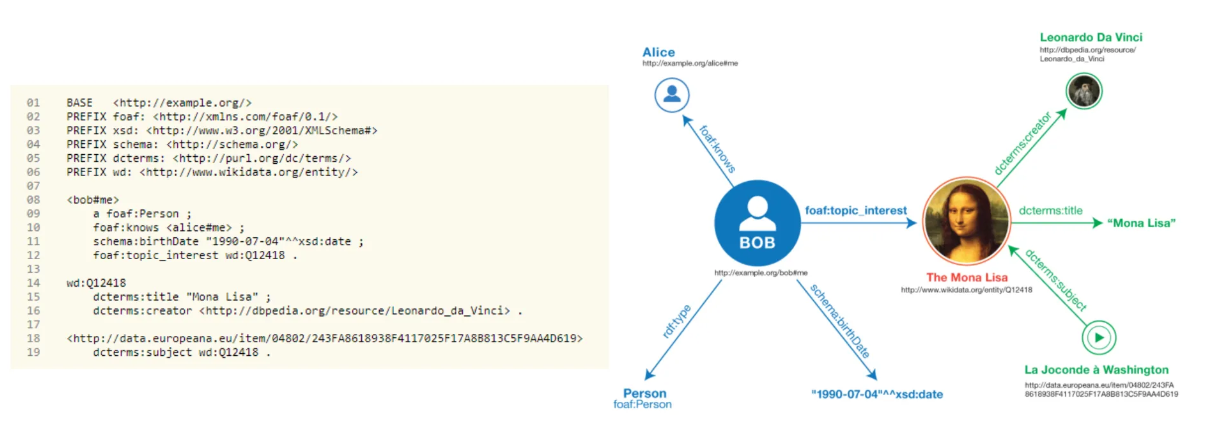 01 BASE <http://example.org/>
02 PREFIX foaf: <http://xmlns.com/foaf/0.1/>
03 PREFIX xsd: <http://www.w3.org/2001/XMLSchema#>
04 PREFIX schema: <http://schema.org/>
05 PREFIX dcterms: <http://purl.org/dc/terms/>
06 PREFIX wd: <http://www.wikidata.org/entity/>
07
08 <bob#me>
09 a foaf:Person ;
10 foaf:knows <alice#me> ;
11 schema:birthDate "1990-07-04"^^xsd:date ;
12 foaf:topic_interest wd:Q12418 .
13
14 wd:Q12418
15 dcterms:title "Mona Lisa" ;
16 dcterms:creator <http://dbpedia.org/resource/Leonardo_da_Vinci> .
17
18 <http://data.europeana.eu/item/04802/243FA8618938F4117025F17A8B813C5F9AA4D619>
19 dcterms:subject wd:Q12418 .
Alice
http://example.org/alice#me
foaf:knows
Leonardo Da Vinci
http://dbpedia.org/resource/
Leonardo_da_Vinci
dcterms:creator
BOB
http://example.org/bob#me
foaf:topic_interest
The Mona Lisa
http://www.wikidata.org/entity/Q12418
dcterms:title
“Mona Lisa”
dcterms:subject
La Joconde à Washington
http://data.europeana.eu/item/04802/243FA
8618938F4117025F17A8B813C5F9AA4D619
rdf:type
Person
foaf:Person
schema:birthDate
"1990-07-04"^^xsd:date